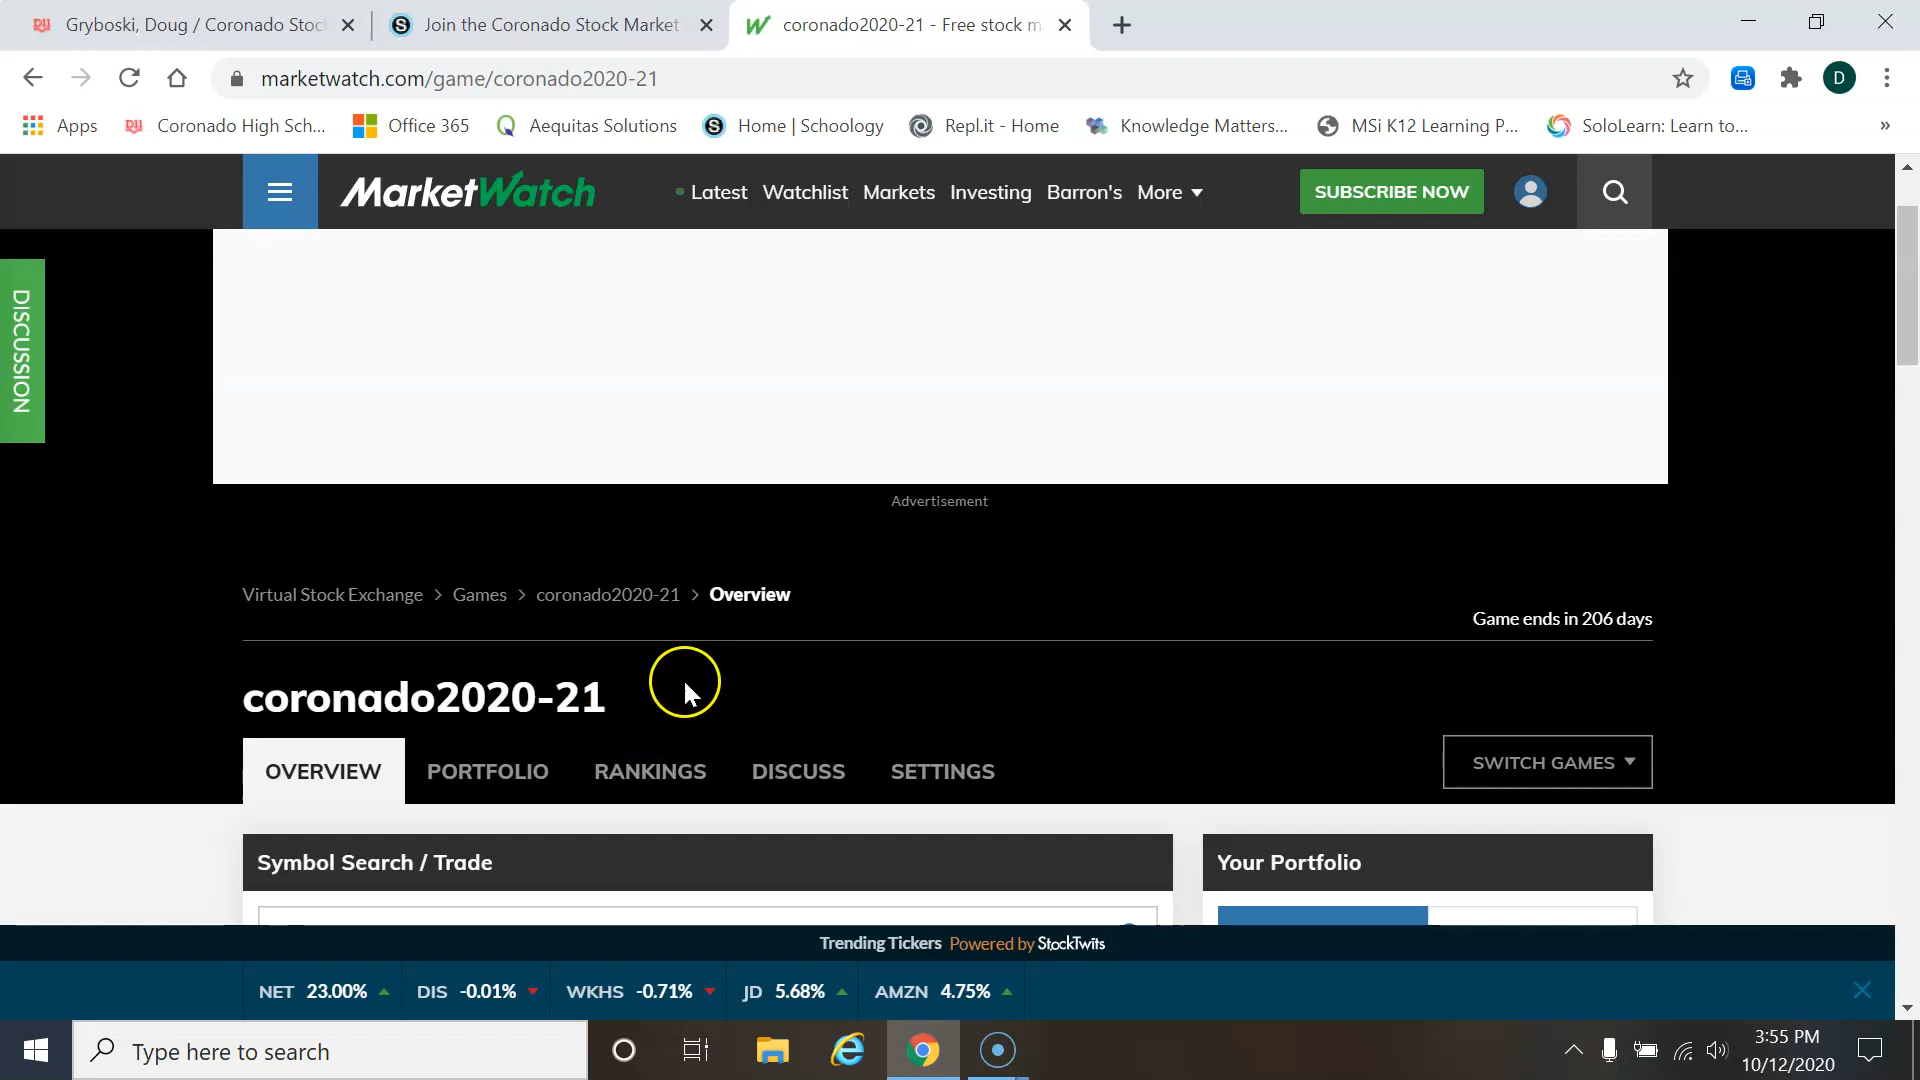 Gryboski, Doug / Coronado Stoc
Join the Coronado Stock Market
coronado2020-21 - Free stock m
marketwatch.com/game/coronado2020-21
D
Apps
Coronado High Sch...
Office 365
Aequitas Solutions
Home | Schoology
Repl.it - Home
Knowledge Matters...
MSi K12 Learning P...
SoloLearn: Learn to...
»
MarketWatch
Latest
Watchlist
Markets
Investing
Barron's
More
SUBSCRIBE NOW
DISCUSSION
Advertisement
Virtual Stock Exchange > Games > coronado2020-21 > Overview
Game ends in 206 days
coronado2020-21
OVERVIEW
PORTFOLIO
RANKINGS
DISCUSS
SETTINGS
SWITCH GAMES
Symbol Search / Trade
Your Portfolio
Trending Tickers Powered by StockTwits
NET 23.00%
DIS -0.01%
WKHS -0.71%
JD 5.68%
AMZN 4.75%
Type here to search
3:55 PM
10/12/2020